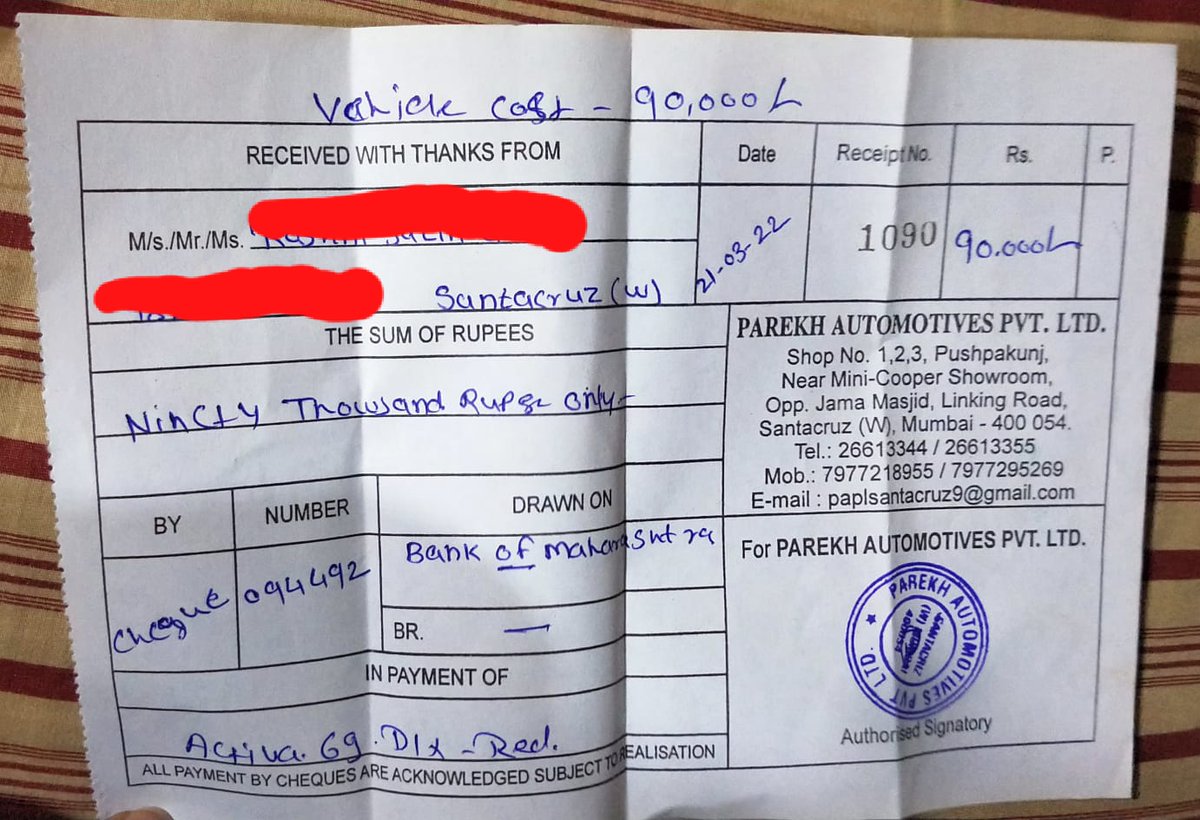 Vehicle cost - 90,000/-
RECEIVED WITH THANKS FROM
Date
Receipt No.
Rs.
P.
M/s./Mr./Ms.
Santacruz (W)
21-03-22
1090
90.000/-
THE SUM OF RUPEES
Ninety Thousand Rupee only-
PAREKH AUTOMOTIVES PVT. LTD.
Shop No. 1,2,3, Pushpakunj,
Near Mini-Cooper Showroom,
Opp. Jama Masjid, Linking Road,
Santacruz (W), Mumbai - 400 054.
Tel.: 26613344 / 26613355
Mob.: 7977218955 / 7977295269
E-mail : paplsantacruz9@gmail.com
BY
NUMBER
DRAWN ON
Cheque
094492
Bank of maharashtra
BR. —
IN PAYMENT OF
Activa. 6g. Dlx - Red.
ALL PAYMENT BY CHEQUES ARE ACKNOWLEDGED SUBJECT TO REALISATION
For PAREKH AUTOMOTIVES PVT. LTD.
PAREKH AUTOMOTIVES PVT LTD.
SANTACRUZ (W)
Authorised Signatory